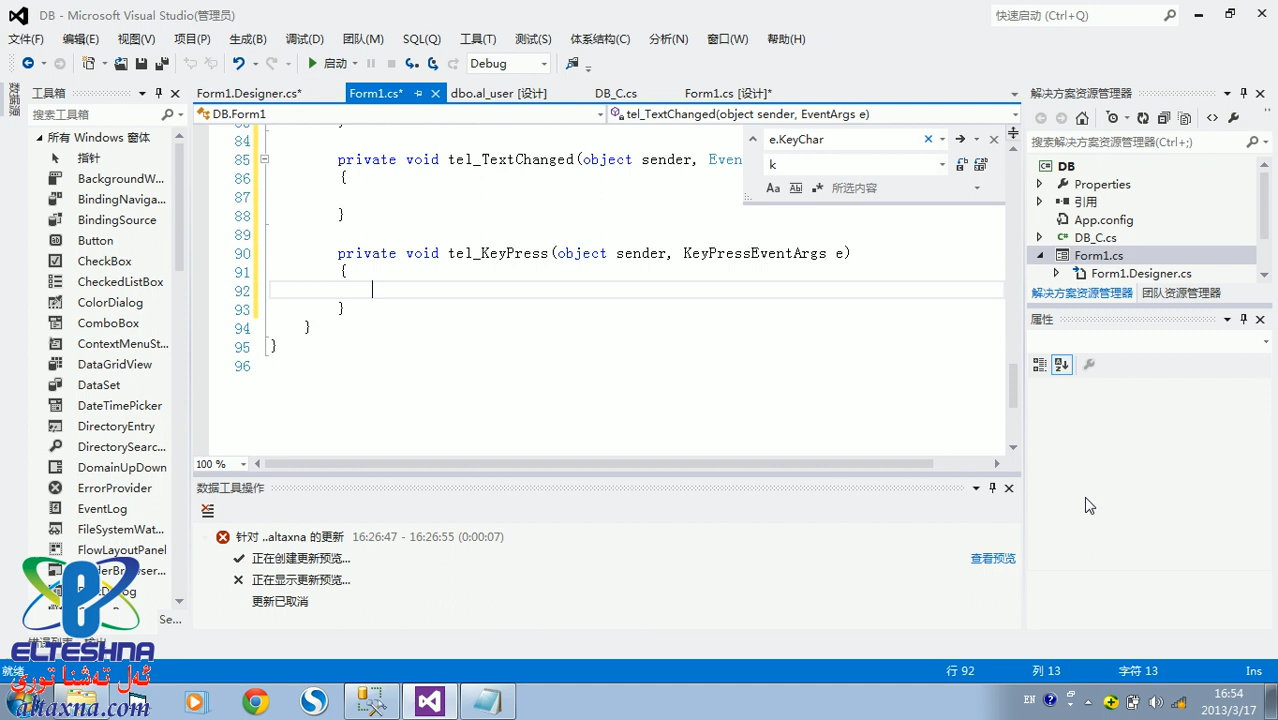 DB - Microsoft Visual Studio(管理员)
快速启动 (Ctrl+Q)
文件(F) 编辑(E) 视图(V) 项目(P) 生成(B) 调试(D) 团队(M) SQL(Q) 工具(T) 测试(S) 体系结构(C) 分析(N) 窗口(W) 帮助(H)
启动 Debug
工具箱
搜索工具箱
所有 Windows 窗体
指针
BackgroundW...
BindingNaviga...
BindingSource
Button
CheckBox
CheckedListBox
ColorDialog
ComboBox
ContextMenuSt...
DataGridView
DataSet
DateTimePicker
DirectoryEntry
DirectorySearc...
DomainUpDown
ErrorProvider
EventLog
FileSystemWat...
FlowLayoutPanel
Se...
Form1.Designer.cs* Form1.cs* dbo.al_user [设计] DB_C.cs Form1.cs [设计]*
DB.Form1 tel_TextChanged(object sender, EventArgs e)
e.KeyChar
k
Aa Ab 所选内容
84
85 private void tel_TextChanged(object sender, Even
86 {
87
88 }
89
90 private void tel_KeyPress(object sender, KeyPressEventArgs e)
91 {
92
93 }
94 }
95 }
96
100 %
数据工具操作
针对 ..altaxna 的更新 16:26:47 - 16:26:55 (0:00:07)
正在创建更新预览... 查看预览
正在显示更新预览...
更新已取消
解决方案资源管理器
搜索解决方案资源管理器(Ctrl+;)
DB
Properties
引用
App.config
DB_C.cs
Form1.cs
Form1.Designer.cs
解决方案资源管理器 团队资源管理器
属性
就绪 行 92 列 13 字符 13 Ins
ELTESHNA
ئەل تەشنا تورى
altaxna.com
EN
16:54
2013/3/17